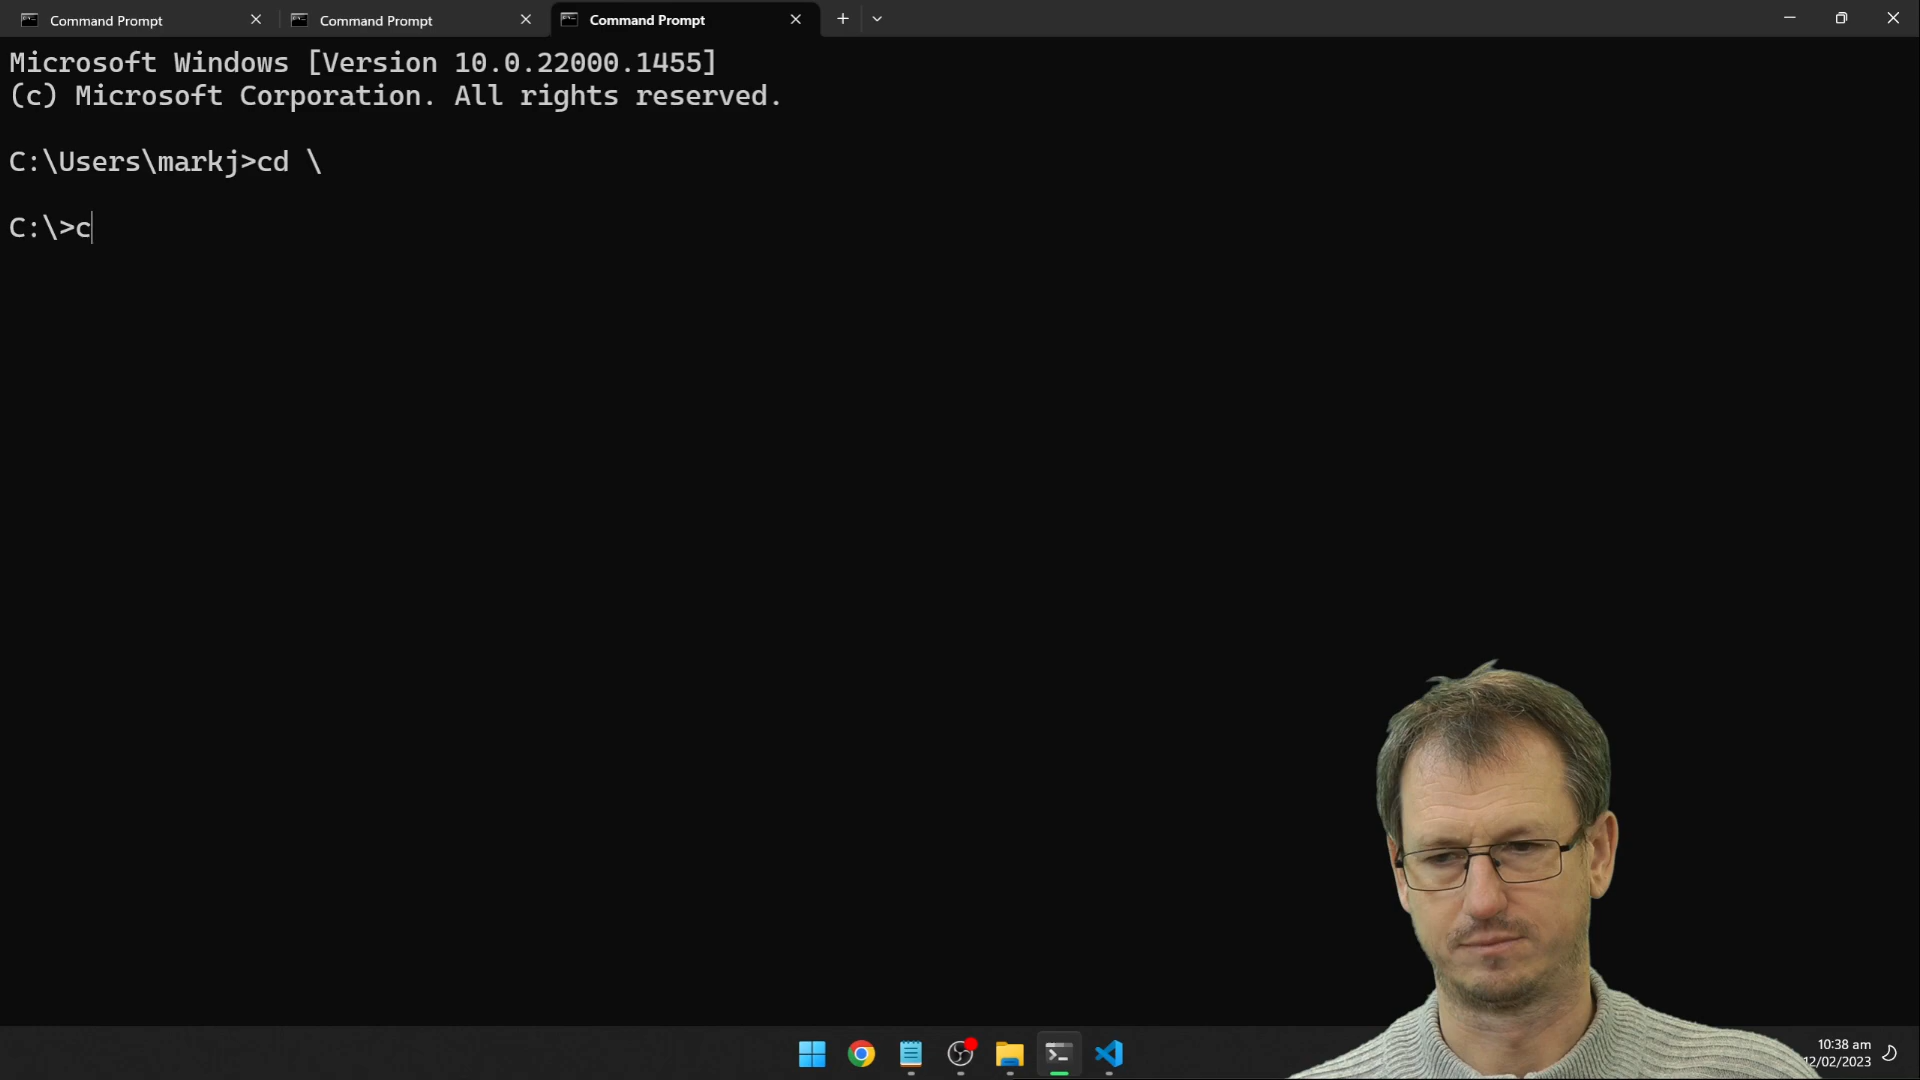 Command Prompt
Command Prompt
Command Prompt
Microsoft Windows [Version 10.0.22000.1455]
(c) Microsoft Corporation. All rights reserved.
C:\Users\markj>cd \
C:\>c
10:38 am
12/02/2023